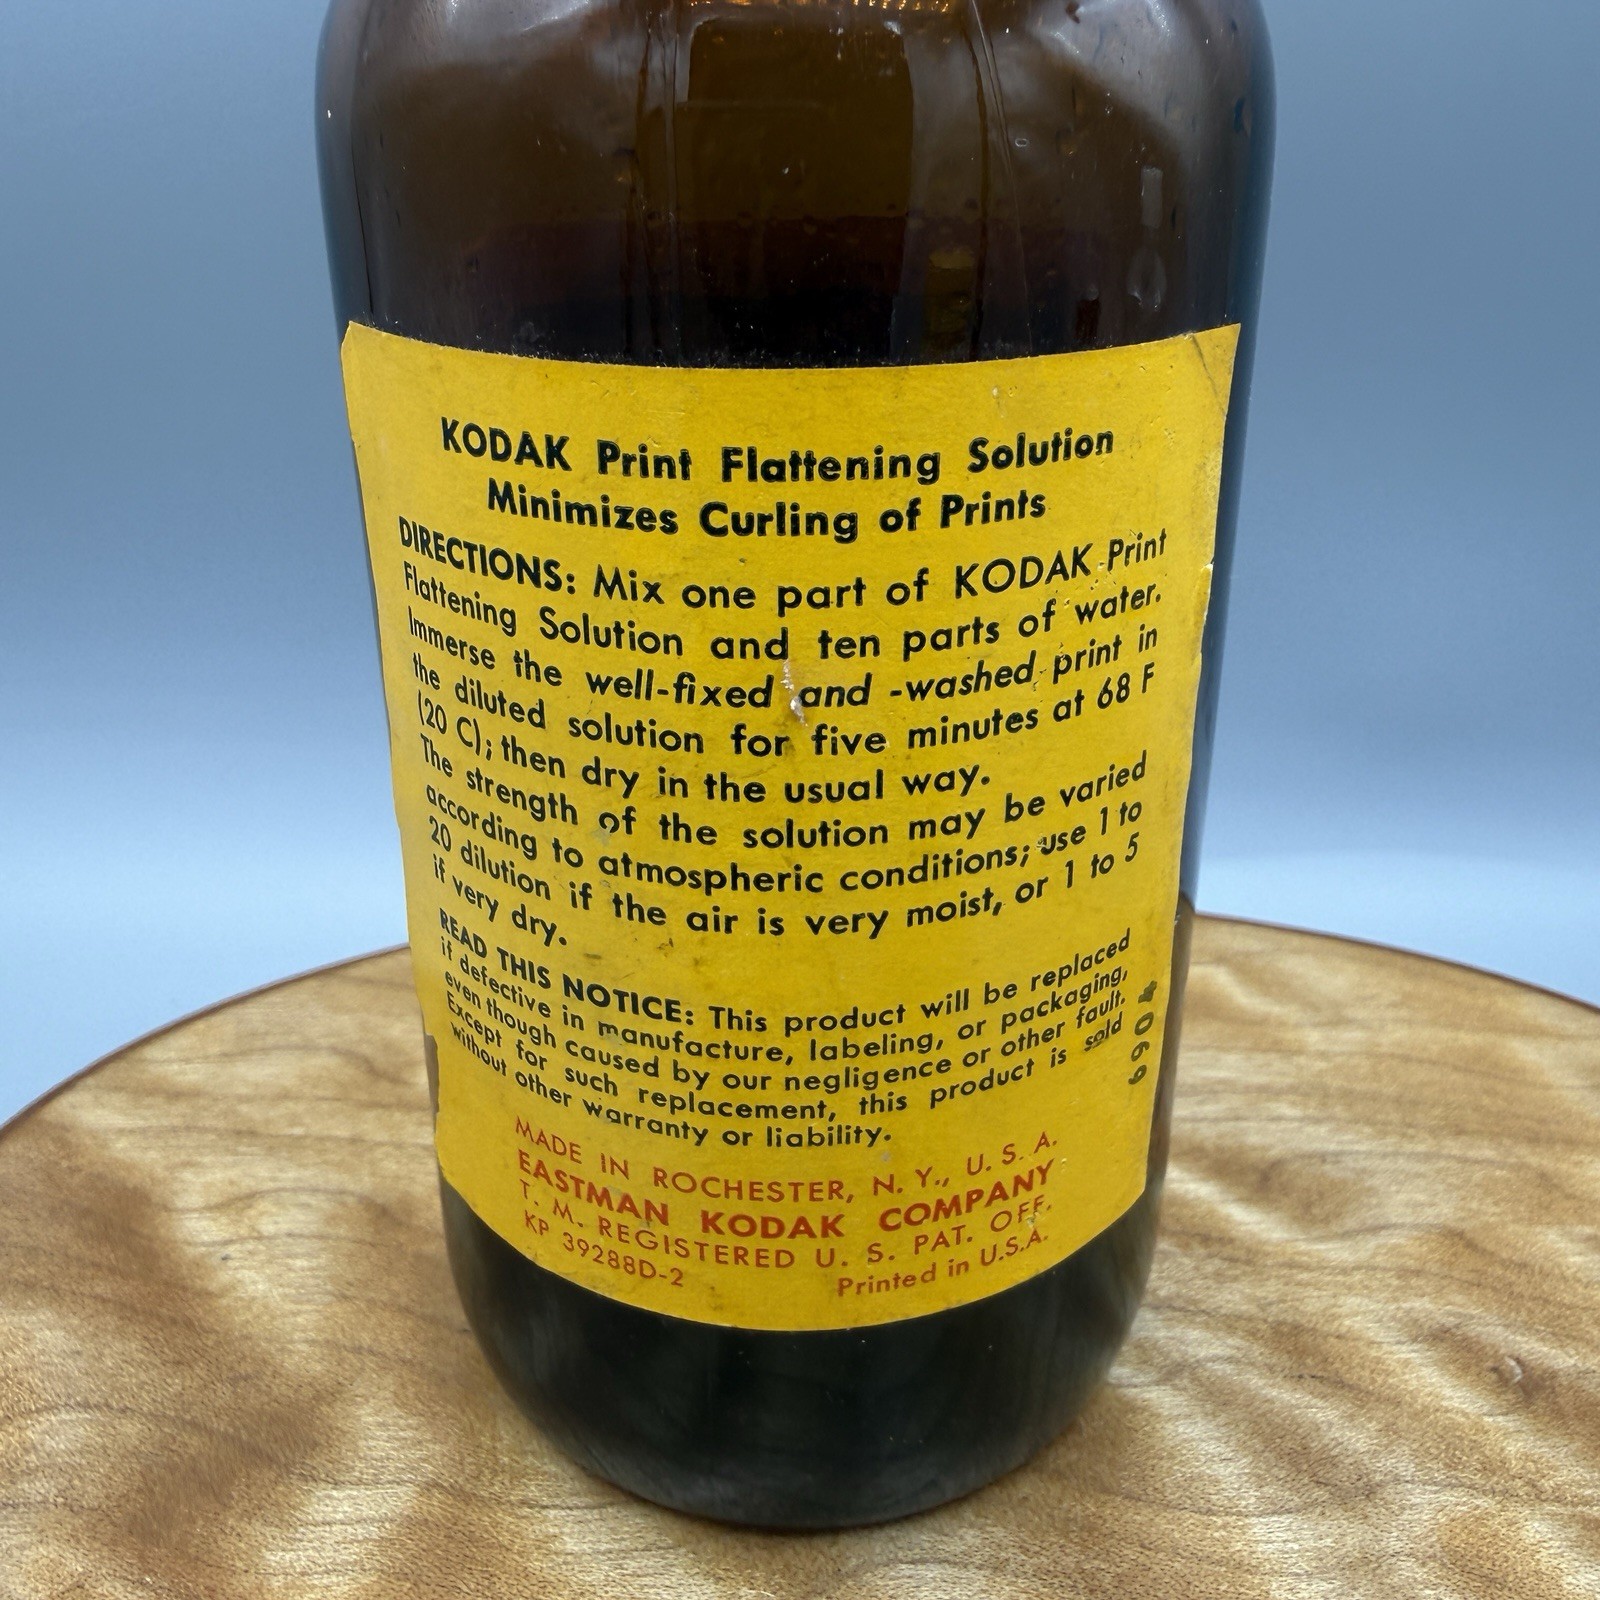 KODAK Print Flattening Solution
Minimizes Curling of Prints
DIRECTIONS: Mix one part of KODAK Print
Flattening Solution and ten parts of water.
Immerse the well-fixed and -washed print in
the diluted solution for five minutes at 68 F
(20 C); then dry in the usual way.
The strength of the solution may be varied
according to atmospheric conditions; use 1 to
20 dilution if the air is very moist, or 1 to 5
if very dry.
READ THIS NOTICE: This product will be replaced
if defective in manufacture, labeling, or packaging,
even though caused by our negligence or other fault.
Except for such replacement, this product is sold
without other warranty or liability.
MADE IN ROCHESTER, N. Y., U. S. A.
EASTMAN KODAK COMPANY
T. M. REGISTERED U. S. PAT. OFF.
KP 39288D-2 Printed in U.S.A.